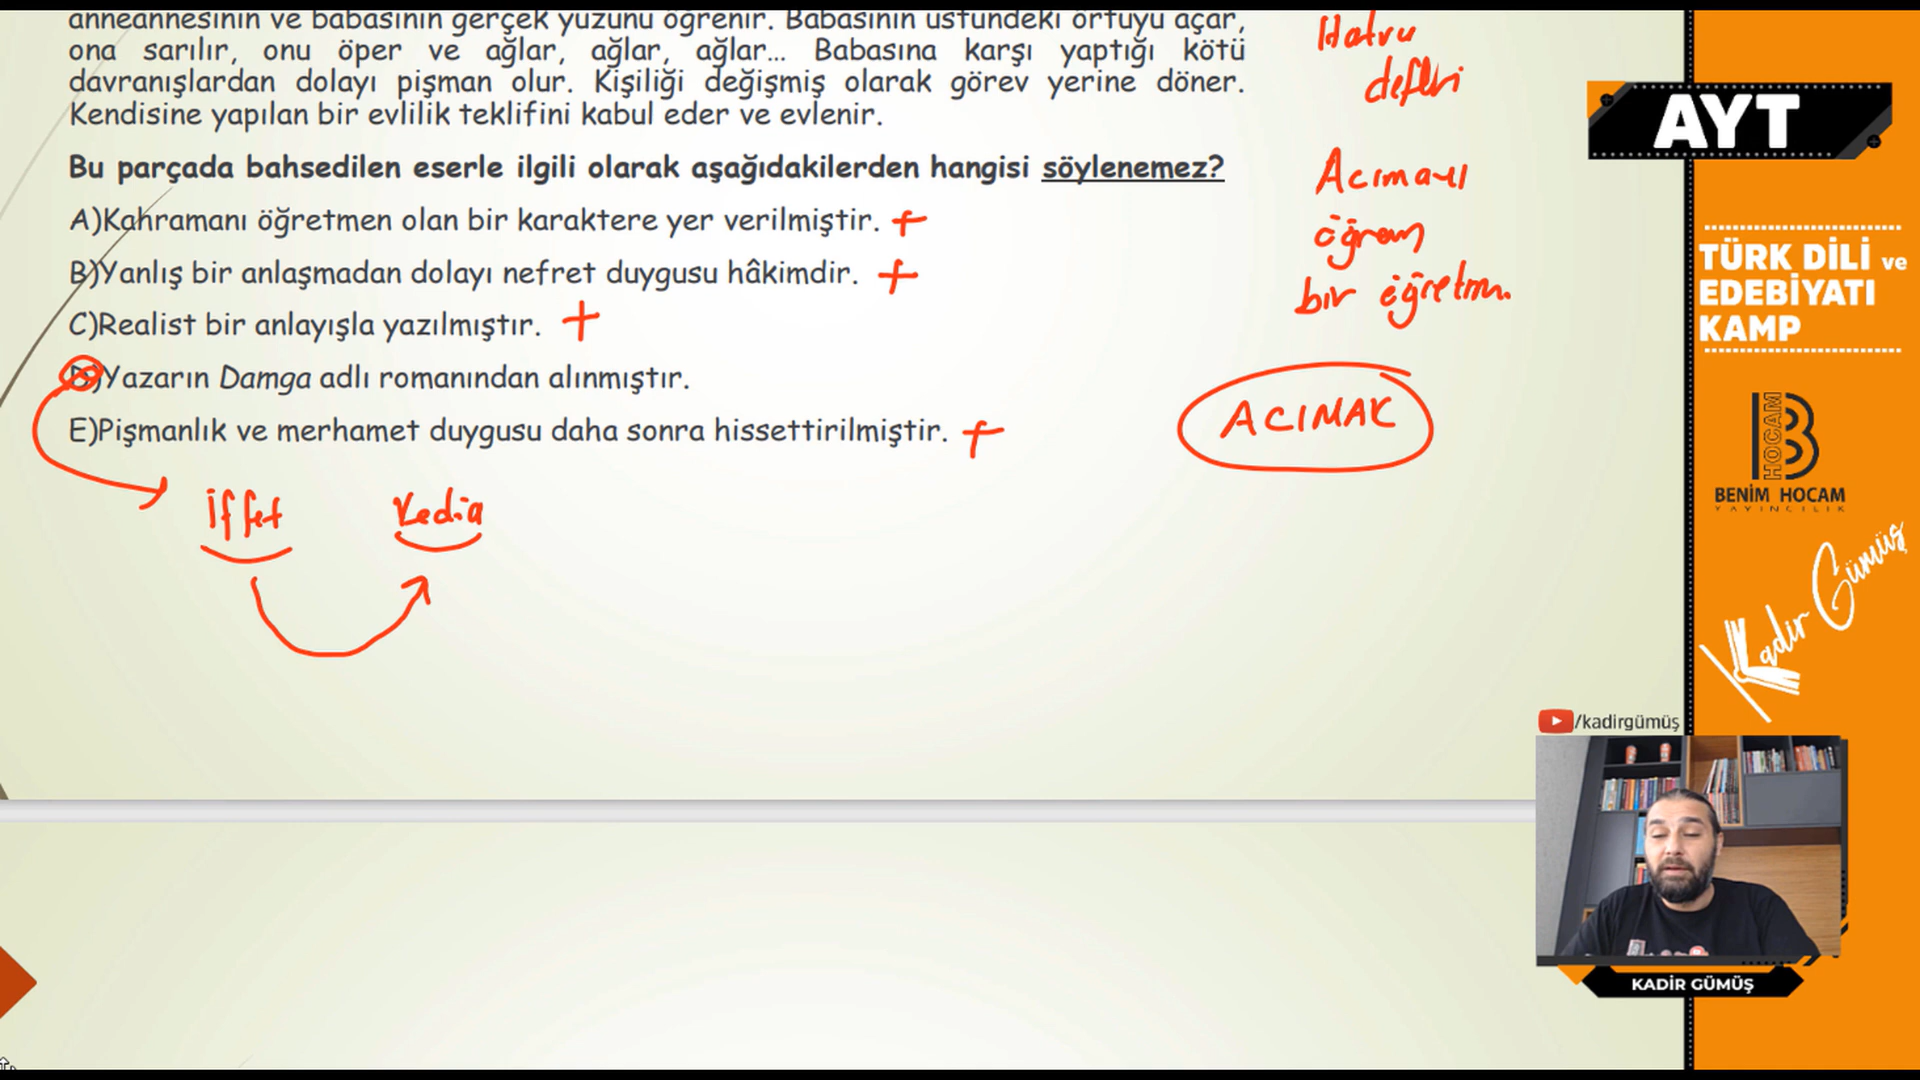 anneannesinin ve babasının gerçek yüzünü öğrenir. Babasının üstündeki örtüyü açar,
ona sarılır, onu öper ve ağlar, ağlar, ağlar... Babasına karşı yaptığı kötü
davranışlardan dolayı pişman olur. Kişiliği değişmiş olarak görev yerine döner.
Kendisine yapılan bir evlilik teklifini kabul eder ve evlenir.
Bu parçada bahsedilen eserle ilgili olarak aşağıdakilerden hangisi söylenemez?
A)Kahramanı öğretmen olan bir karaktere yer verilmiştir. +
B)Yanlış bir anlaşmadan dolayı nefret duygusu hâkimdir. +
C)Realist bir anlayışla yazılmıştır. +
D)Yazarın Damga adlı romanından alınmıştır.
E)Pişmanlık ve merhamet duygusu daha sonra hissettirilmiştir. +
İffet Vedia
Hatıra
defteri
Acımayı
öğrenen
bir öğretmen.
ACIMAK
AYT
TÜRK DİLİ ve
EDEBİYATI
KAMP
HOCAM
BENİM HOCAM
YAYINCILIK
Kadir Gümüş
/kadirgümüş
KADİR GÜMÜŞ